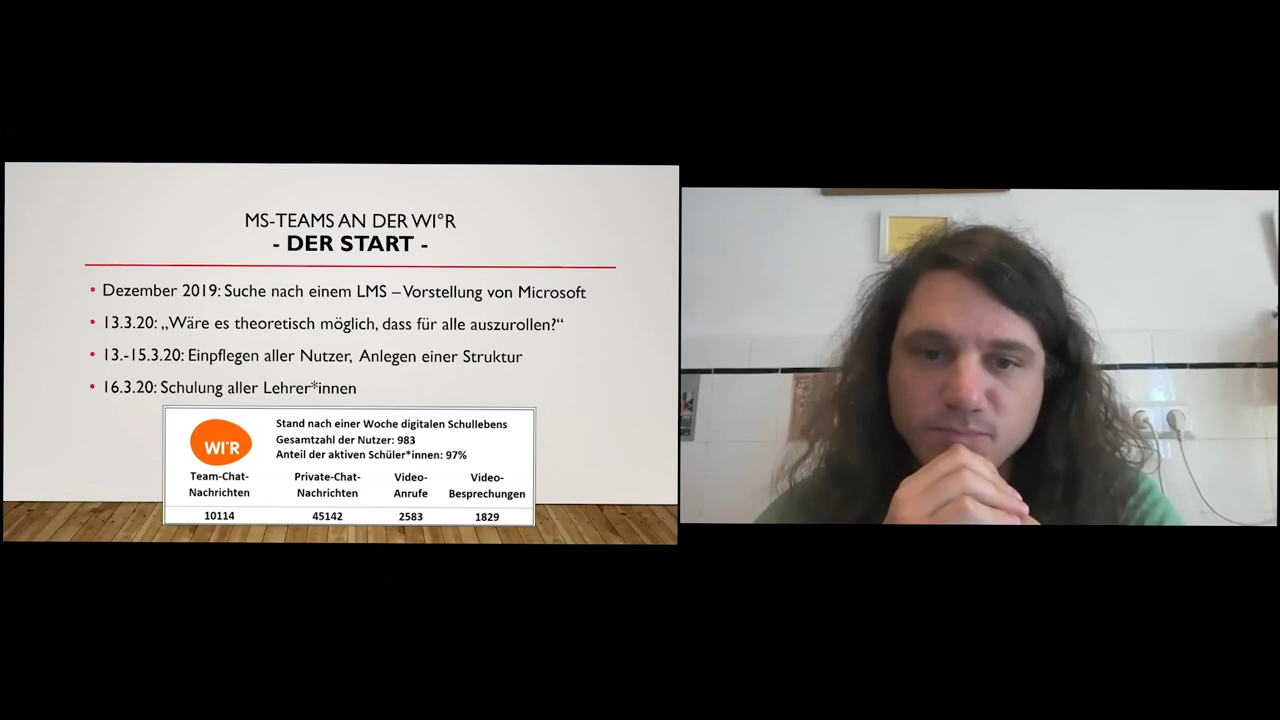 MS-TEAMS AN DER WI°R
- DER START -
• Dezember 2019: Suche nach einem LMS – Vorstellung von Microsoft
• 13.3.20: „Wäre es theoretisch möglich, dass für alle auszurollen?“
• 13.-15.3.20: Einpflegen aller Nutzer, Anlegen einer Struktur
• 16.3.20: Schulung aller Lehrer*innen
WI°R
Stand nach einer Woche digitalen Schullebens
Gesamtzahl der Nutzer: 983
Anteil der aktiven Schüler*innen: 97%
Team-Chat-Nachrichten Private-Chat-Nachrichten Video-Anrufe Video-Besprechungen
10114 45142 2583 1829